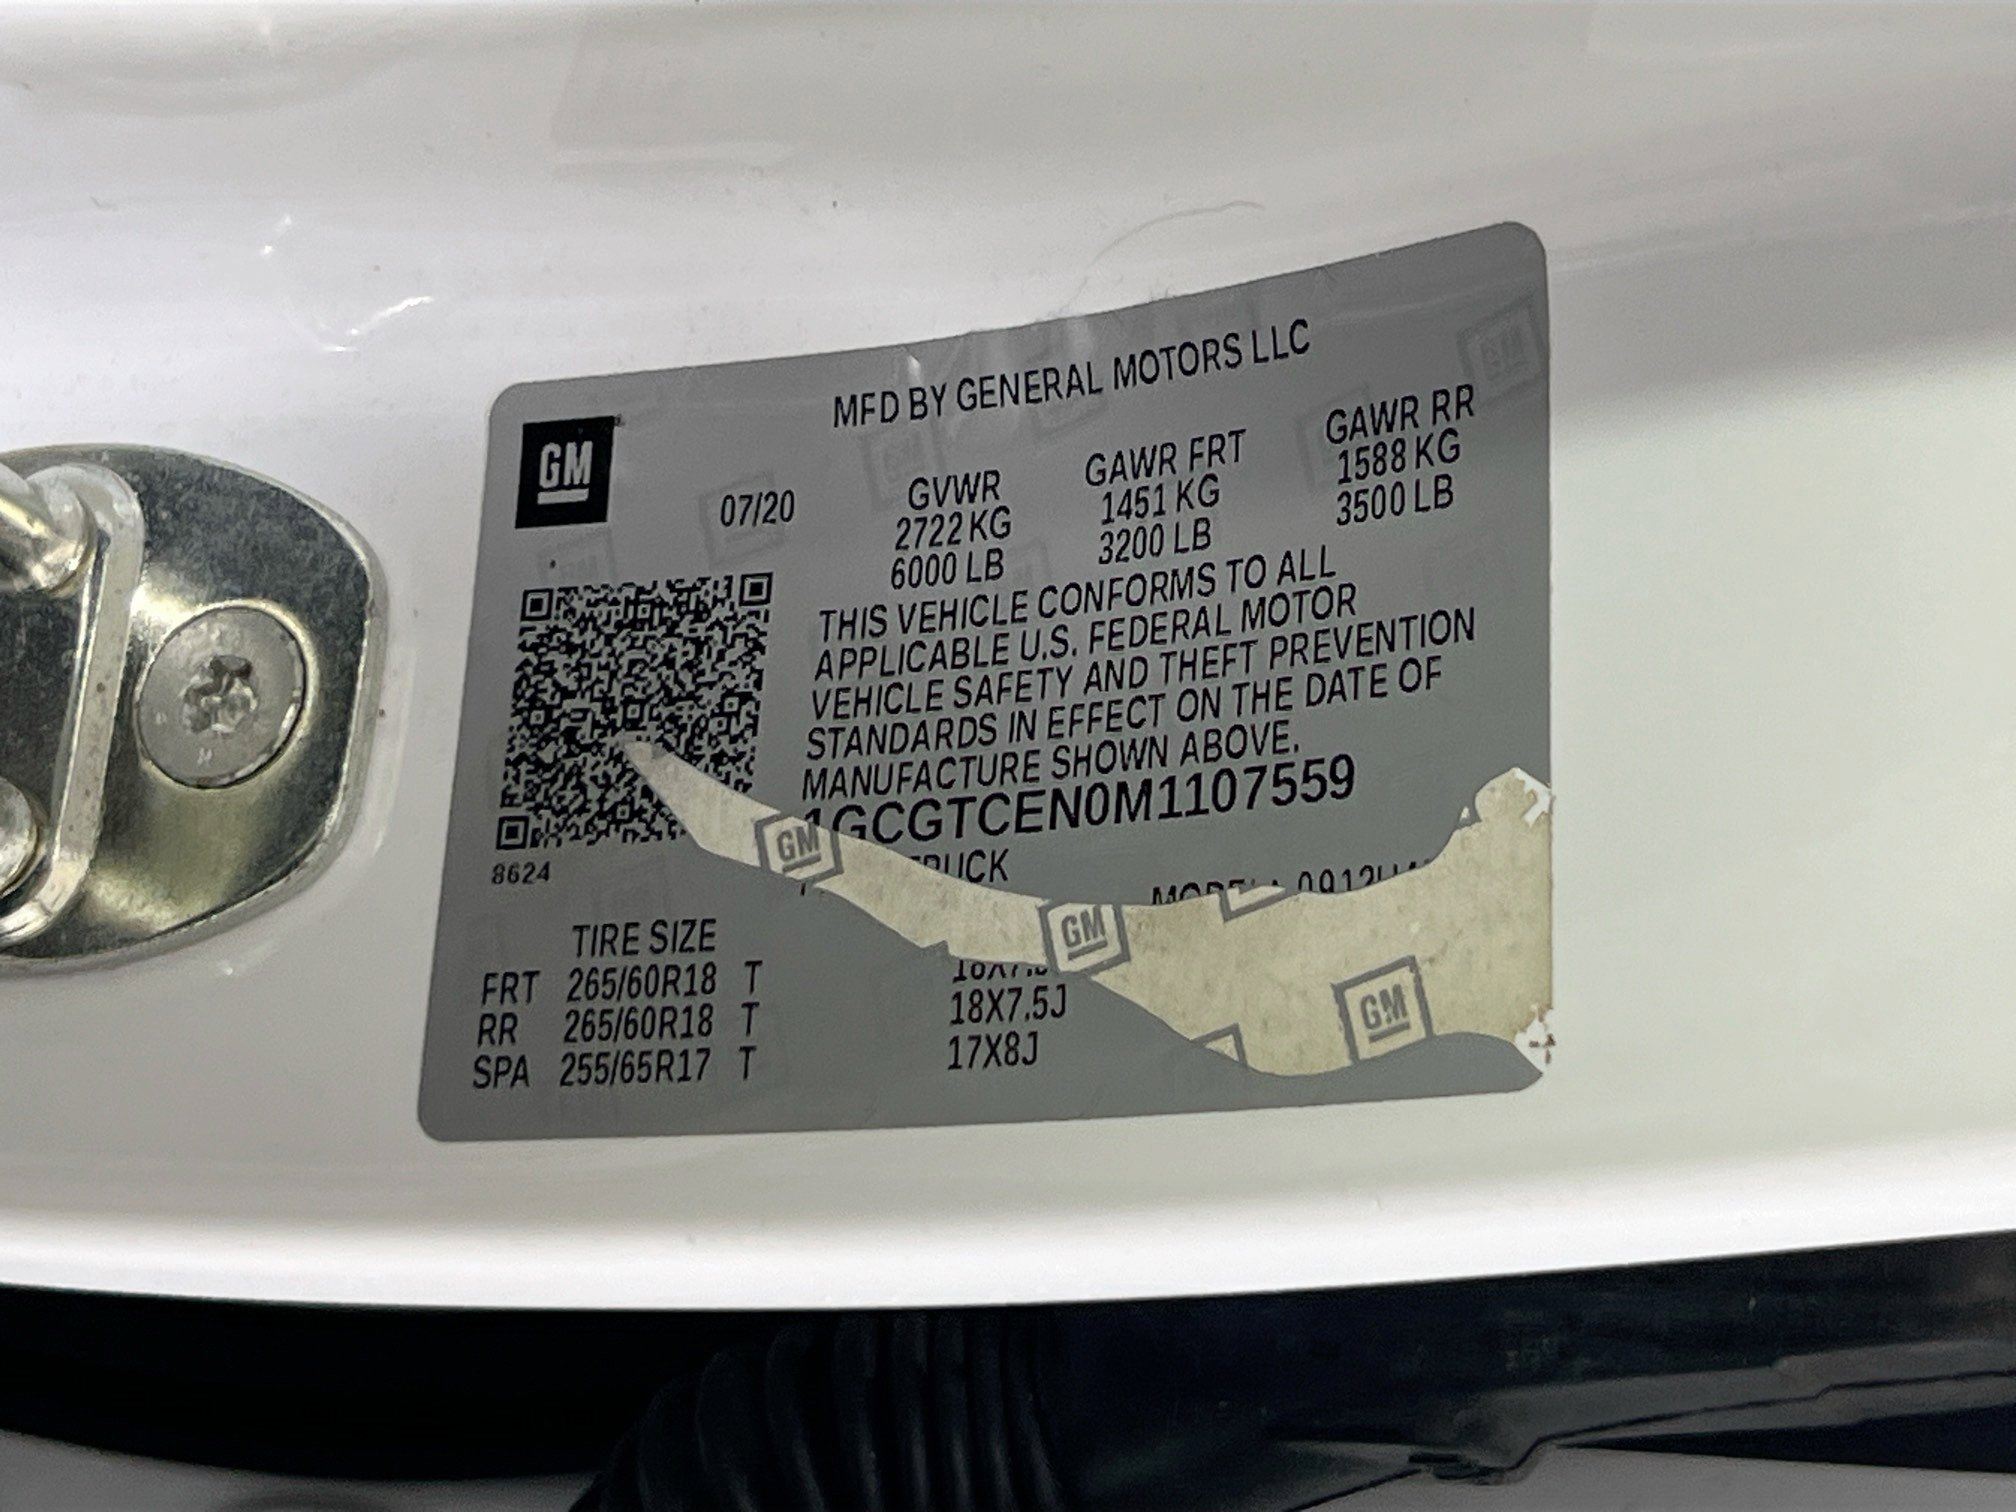 MFD BY GENERAL MOTORS LLC
GM
07/20
GVWR GAWR FRT GAWR RR
2722 KG 1451 KG 1588 KG
6000 LB 3200 LB 3500 LB
THIS VEHICLE CONFORMS TO ALL
APPLICABLE U.S. FEDERAL MOTOR
VEHICLE SAFETY AND THEFT PREVENTION
STANDARDS IN EFFECT ON THE DATE OF
MANUFACTURE SHOWN ABOVE.
1GCGTCEN0M1107559
8624
GM
GM
GM
TIRE SIZE
FRT 265/60R18 T
RR 265/60R18 T 18X7.5J
SPA 255/65R17 T 17X8J